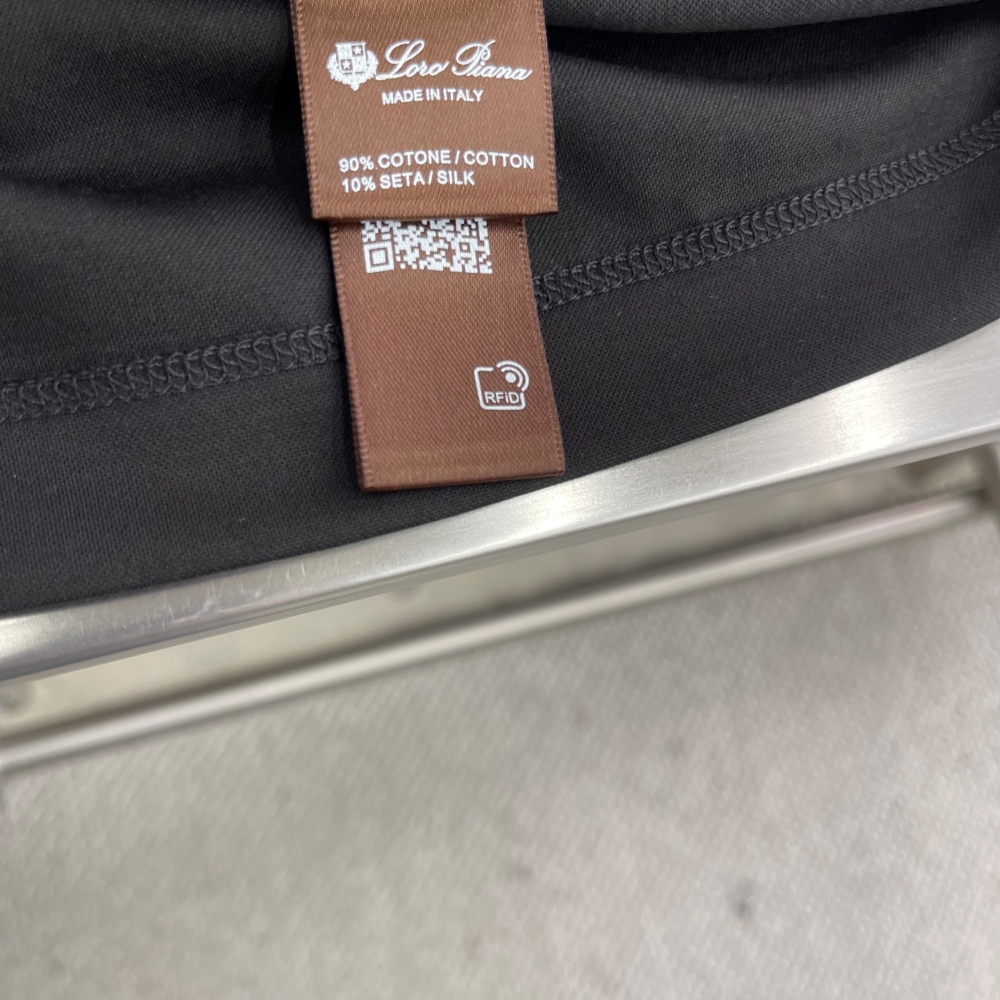 Loro Piana
MADE IN ITALY
90% COTONE / COTTON
10% SETA / SILK
RFiD